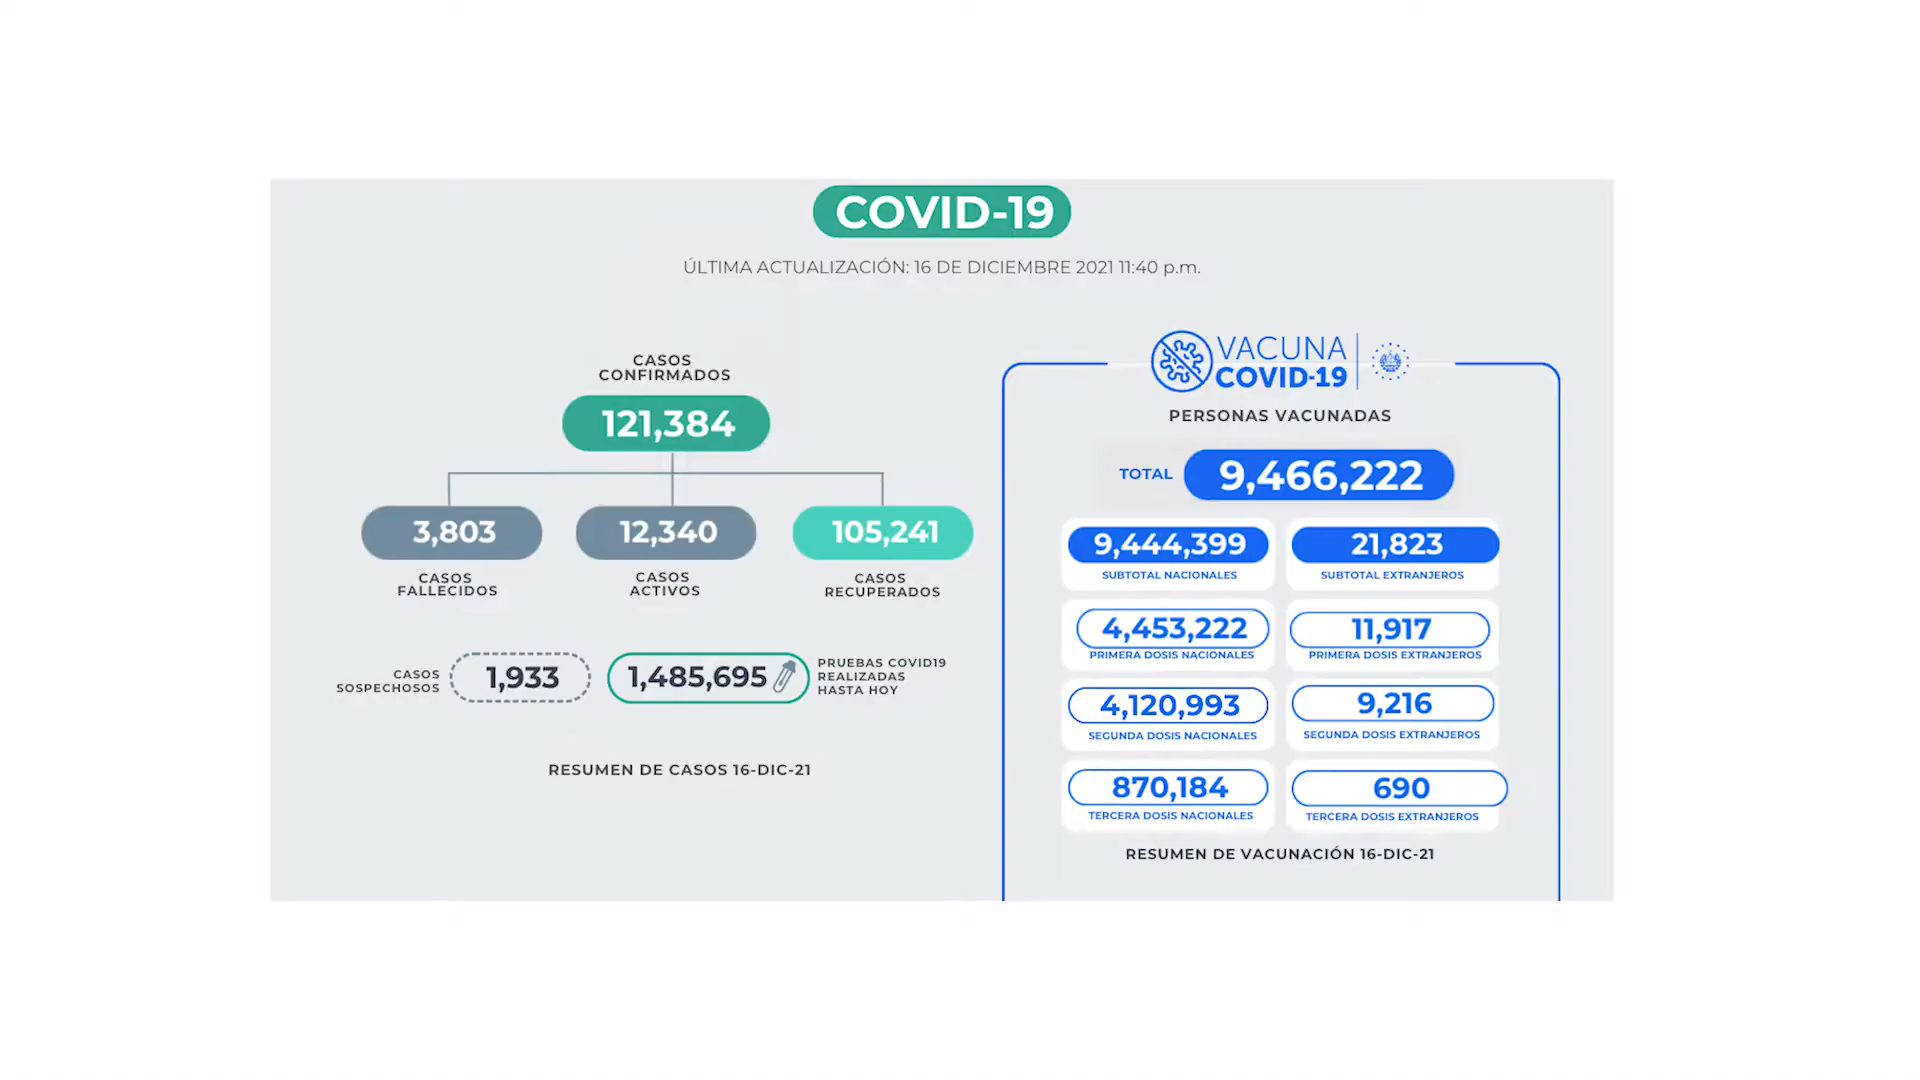 COVID-19
ÚLTIMA ACTUALIZACIÓN: 16 DE DICIEMBRE 2021 11:40 p.m.
CASOS
CONFIRMADOS
121,384
3,803
12,340
105,241
CASOS
FALLECIDOS
CASOS
ACTIVOS
CASOS
RECUPERADOS
CASOS
SOSPECHOSOS
1,933
1,485,695
PRUEBAS COVID19
REALIZADAS
HASTA HOY
RESUMEN DE CASOS 16-DIC-21
VACUNA
COVID-19
PERSONAS VACUNADAS
TOTAL 9,466,222
9,444,399
SUBTOTAL NACIONALES
21,823
SUBTOTAL EXTRANJEROS
4,453,222
PRIMERA DOSIS NACIONALES
11,917
PRIMERA DOSIS EXTRANJEROS
4,120,993
SEGUNDA DOSIS NACIONALES
9,216
SEGUNDA DOSIS EXTRANJEROS
870,184
TERCERA DOSIS NACIONALES
690
TERCERA DOSIS EXTRANJEROS
RESUMEN DE VACUNACIÓN 16-DIC-21